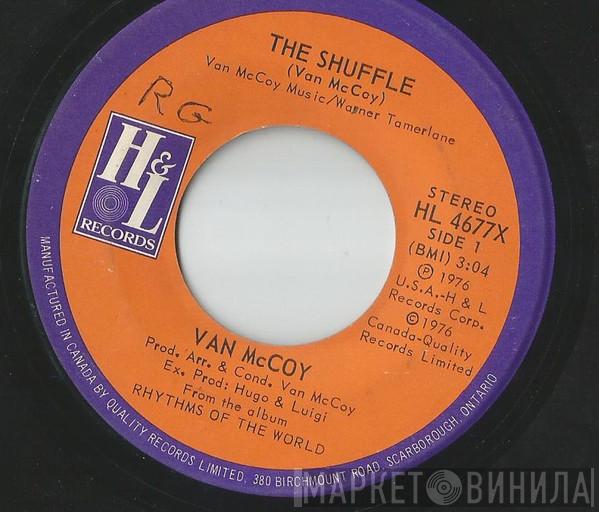 THE SHUFFLE
(Van McCoy)
Van McCoy Music/Warner Tamerlane
RG
H&L
RECORDS
STEREO
HL 4677X
SIDE 1
(BMI) 3:04
℗ 1976
U.S.A.-H & L
Records Corp.
© 1976
Canada-Quality
Records Limited
VAN McCOY
Prod. Arr. & Cond. Van McCoy
Ex. Prod: Hugo & Luigi
From the album
RHYTHMS OF THE WORLD
MANUFACTURED IN CANADA BY QUALITY RECORDS LIMITED, 380 BIRCHMOUNT ROAD, SCARBOROUGH, ONTARIO
МАРКЕТ ВИНИЛА